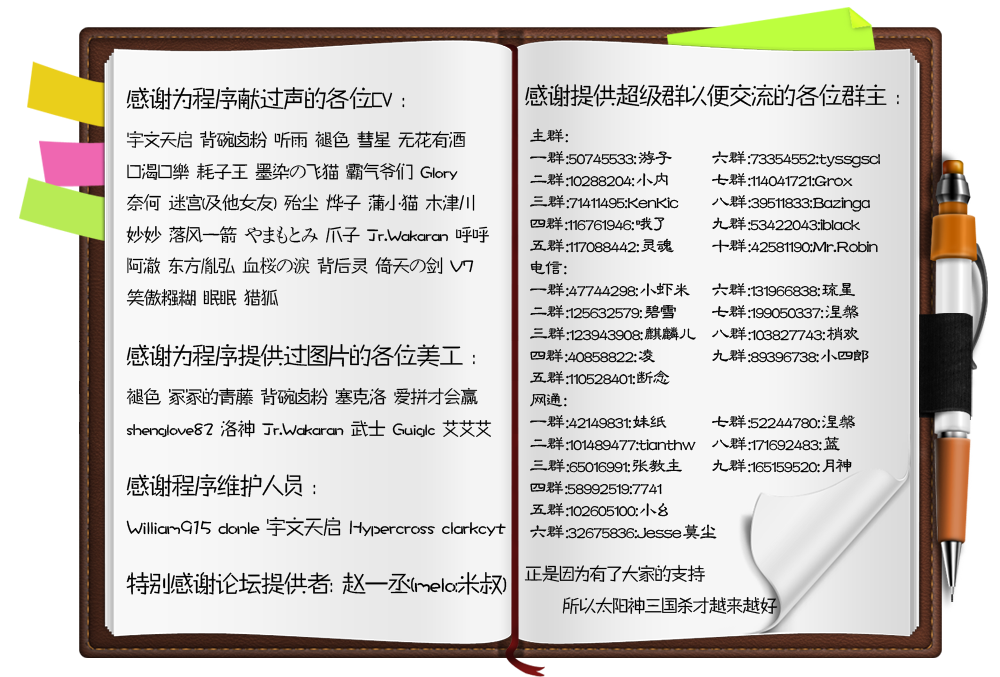 感谢为程序献过声的各位CV：
宇文天启 背碗卤粉 听雨 褪色 彗星 无花有酒
口渴口樂 耗子王 墨染の飞猫 霸气爷们 Glory
奈何 迷宫(及他女友) 殆尘 烨子 蒲小猫 木津川
妙妙 落风一箭 やまもとみ 爪子 Jr.Wakaran 呼呼
阿澈 东方胤弘 血桜の淚 背后灵 倚天の剑 V7
笑傲糨糊 眠眠 猎狐
感谢为程序提供过图片的各位美工：
褪色 冢冢的青藤 背碗卤粉 塞克洛 爱拼才会赢
shenglove82 洛神 Jr.Wakaran 武士 Guiglc 艾艾艾
感谢程序维护人员：
William915 donle 宇文天启 Hypercross clarkcyt
特别感谢论坛提供者: 赵一丞(melo:米叔)
感谢提供超级群以便交流的各位群主：
主群:
一群:50745533:游子 六群:73354552:tyssgscl
二群:10288204:小内 七群:114041721:Grox
三群:71411495:KenKic 八群:39511833:Bazinga
四群:116761946:哦了 九群:53422043:iblack
五群:117088442:灵魂 十群:42581190:Mr.Robin
电信:
一群:47744298:小虾米 六群:131966838:琉星
二群:125632579:碧雪 七群:199050337:涅槃
三群:123943908:麒麟儿 八群:103827743:梢欢
四群:40858822:凌 九群:89396738:小四郎
五群:110528401:断念
网通:
一群:42149831:妹纸 七群:52244780:涅槃
二群:101489477:tianthw 八群:171692483:蓝
三群:65016991:张教主 九群:165159520:月神
四群:58992519:7741
五群:102605100:小幺
六群:32675836:Jesse莫尘
正是因为有了大家的支持
所以太阳神三国杀才越来越好